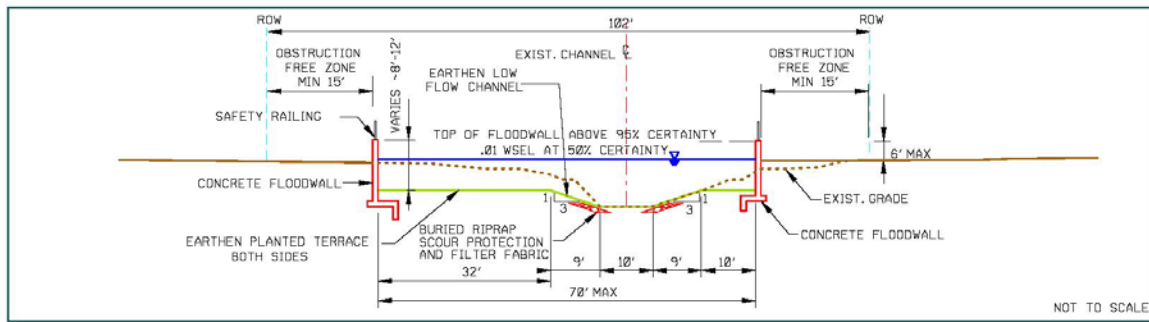 ROW
102'
ROW
OBSTRUCTION
FREE ZONE
MIN 15'
EXIST. CHANNEL ℄
OBSTRUCTION
FREE ZONE
MIN 15'
EARTHEN LOW
FLOW CHANNEL
VARIES ~8'-12'
SAFETY RAILING
TOP OF FLOODWALL ABOVE 95% CERTAINTY
.01 WSEL AT 50% CERTAINTY
6' MAX
CONCRETE FLOODWALL
1
3
3
1
EXIST. GRADE
EARTHEN PLANTED TERRACE
BOTH SIDES
BURIED RIPRAP
SCOUR PROTECTION
AND FILTER FABRIC
CONCRETE FLOODWALL
32'
9'
10'
9'
10'
70' MAX
NOT TO SCALE